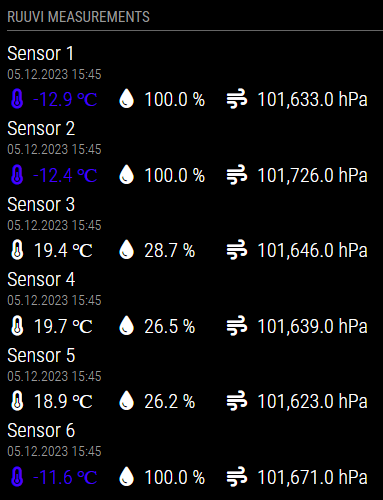 RUUVI MEASUREMENTS
Sensor 1
05.12.2023 15:45
-12.9 °C 100.0 % 101,633.0 hPa
Sensor 2
05.12.2023 15:45
-12.4 °C 100.0 % 101,726.0 hPa
Sensor 3
05.12.2023 15:45
19.4 °C 28.7 % 101,646.0 hPa
Sensor 4
05.12.2023 15:45
19.7 °C 26.5 % 101,639.0 hPa
Sensor 5
05.12.2023 15:45
18.9 °C 26.2 % 101,623.0 hPa
Sensor 6
05.12.2023 15:45
-11.6 °C 100.0 % 101,671.0 hPa